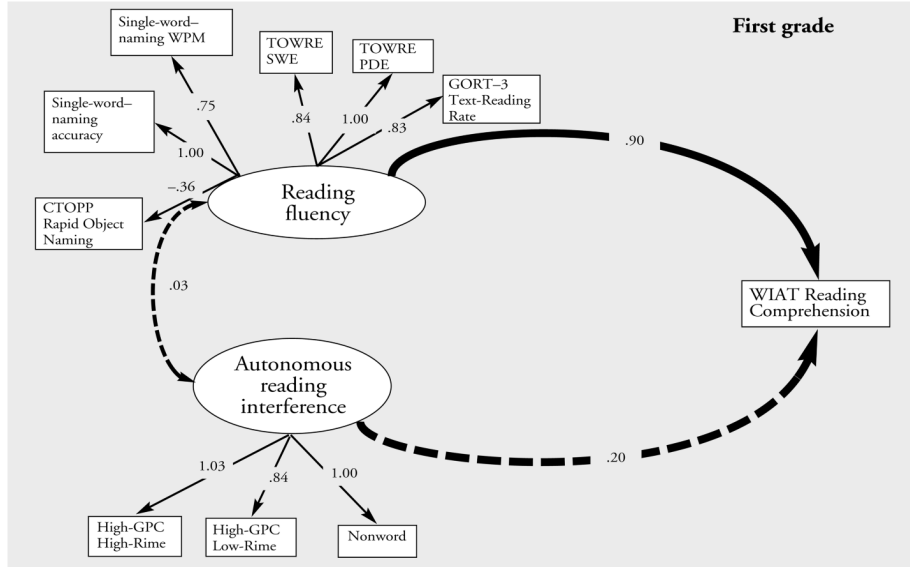 First grade
Single-word–
naming WPM
TOWRE
SWE
TOWRE
PDE
GORT–3
Text-Reading
Rate
Single-word–
naming
accuracy
.75
.84
1.00
.83
1.00
.90
–.36
CTOPP
Rapid Object
Naming
Reading
fluency
.03
WIAT Reading
Comprehension
Autonomous
reading
interference
.20
1.03
.84
1.00
High-GPC
High-Rime
High-GPC
Low-Rime
Nonword